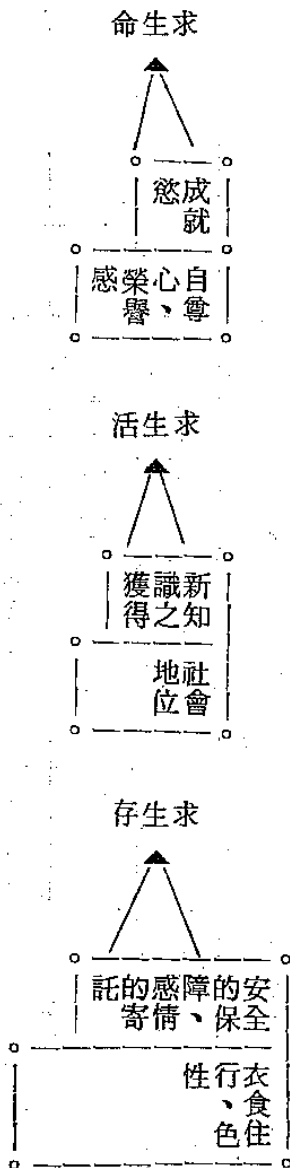 求生命
成就
慾
自尊
心、
榮譽
感
求生活
新知
識之
獲得
社會
地位
求生存
安全
的保
障、
感情
的寄
託
衣食住
行、色
性